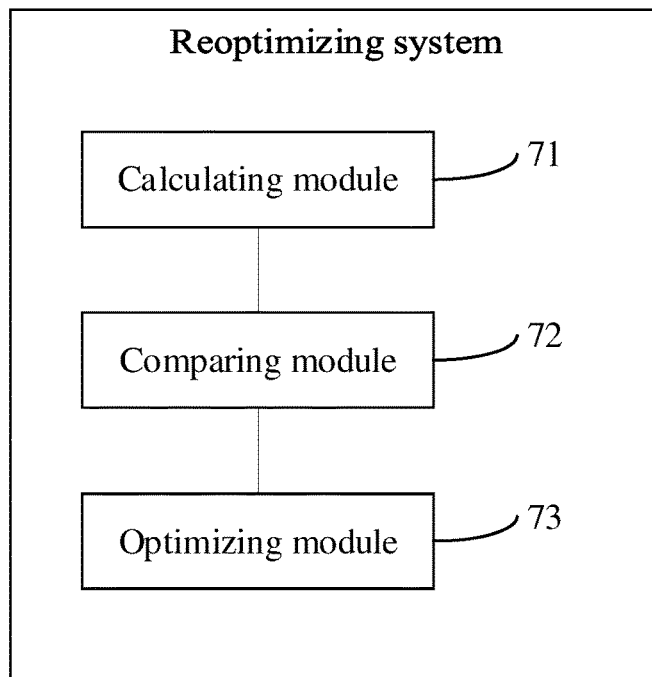 Reoptimizing system
Calculating module
71
Comparing module
72
Optimizing module
73